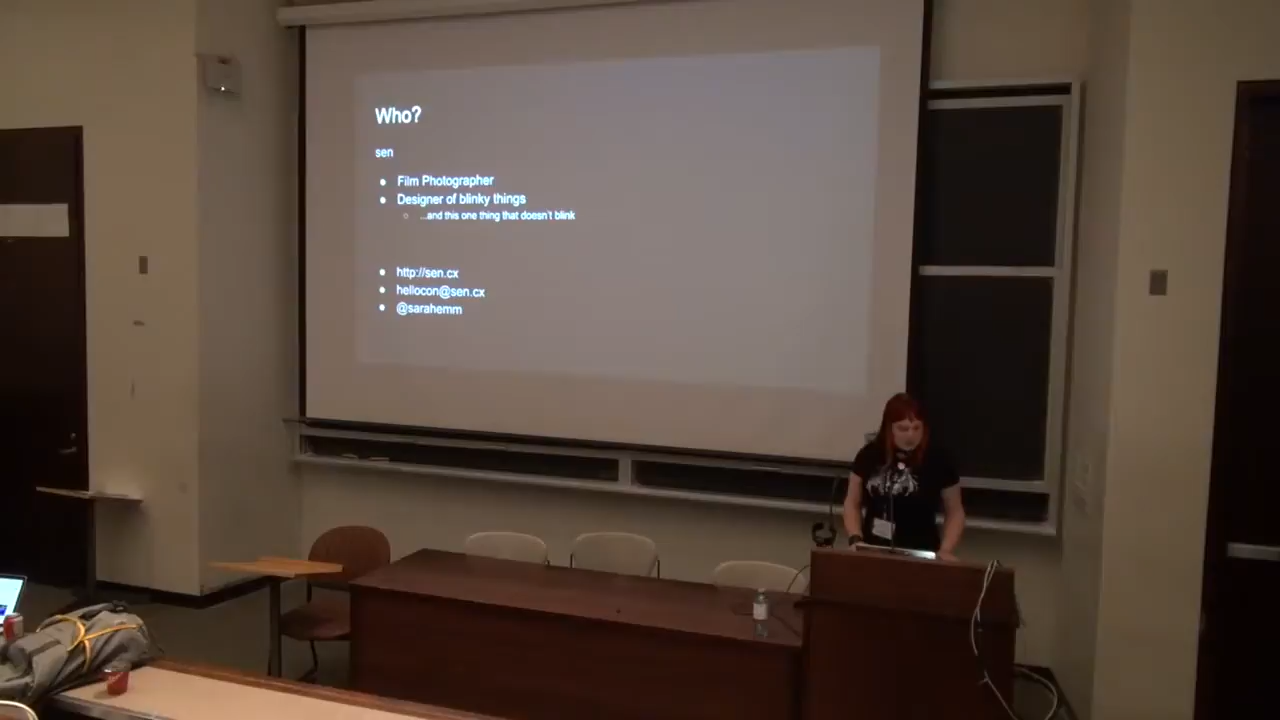 Who?
sen
Film Photographer
Designer of blinky things
...and this one thing that doesn't blink
http://sen.cx
hellocon@sen.cx
@sarahemm